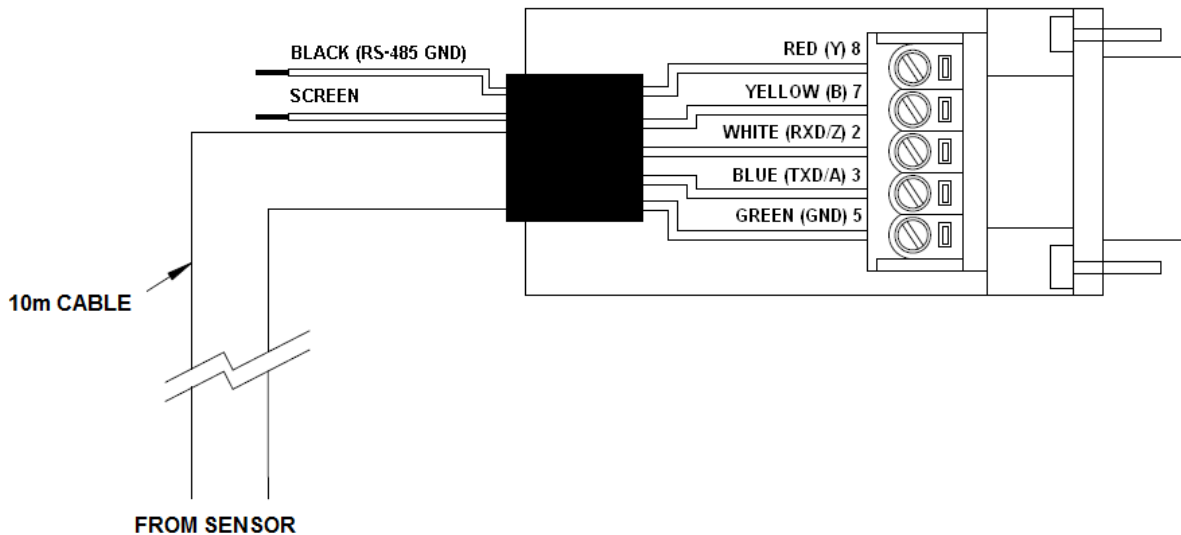 BLACK (RS-485 GND)
SCREEN
RED (Y) 8
YELLOW (B) 7
WHITE (RXD/Z) 2
BLUE (TXD/A) 3
GREEN (GND) 5
10m CABLE
FROM SENSOR